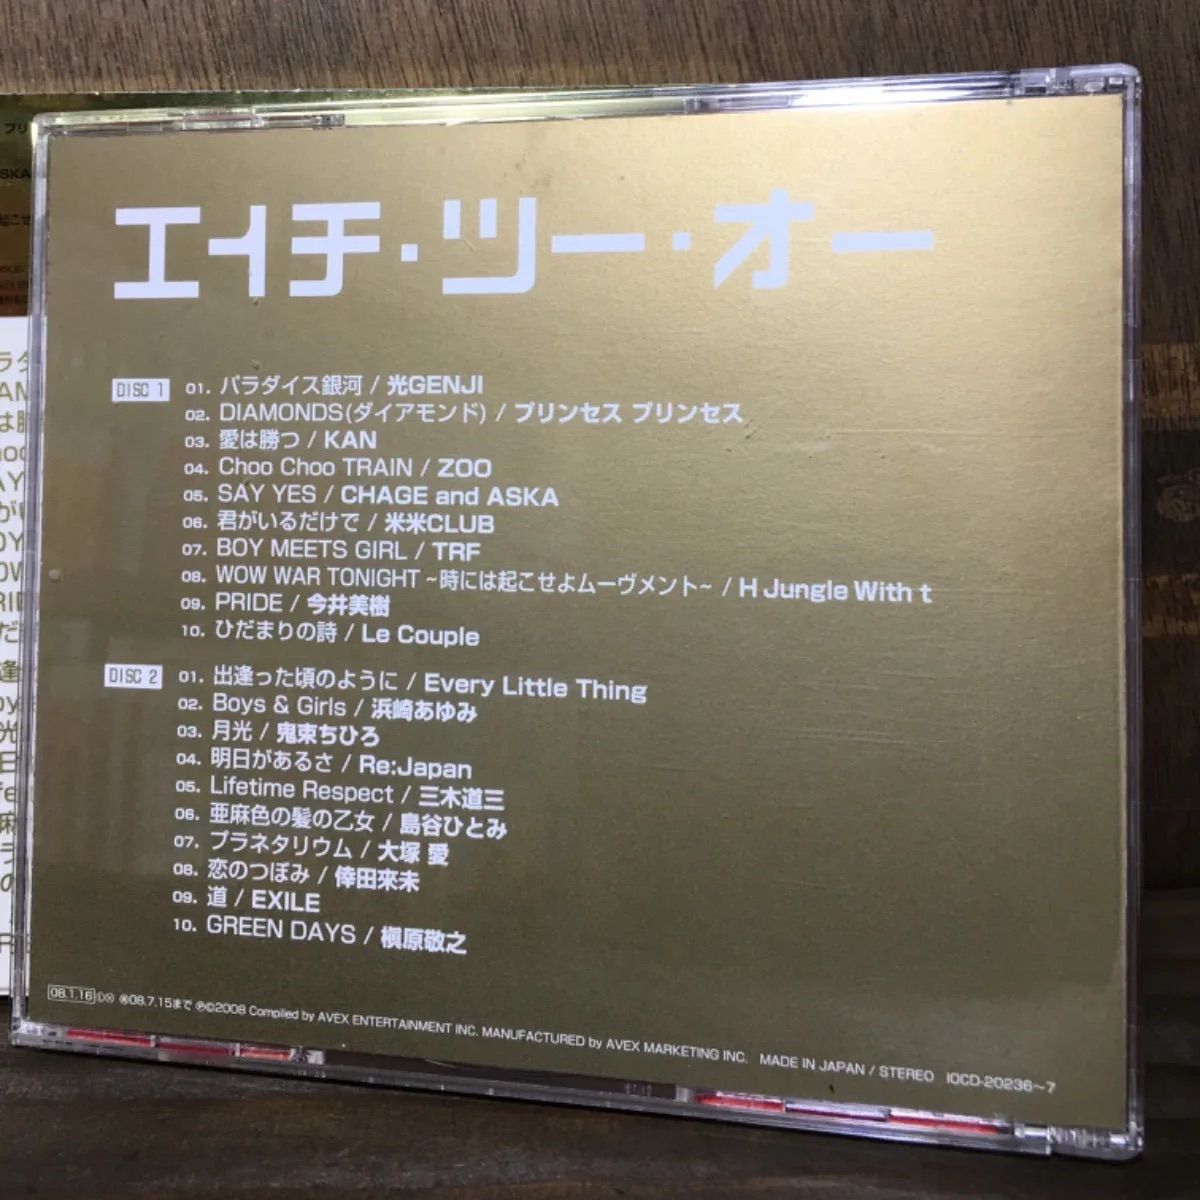 エイチ・ツー・オー
DISC 1
01. パラダイス銀河 / 光GENJI
02. DIAMONDS(ダイアモンド) / プリンセス プリンセス
03. 愛は勝つ / KAN
04. Choo Choo TRAIN / ZOO
05. SAY YES / CHAGE and ASKA
06. 君がいるだけで / 米米CLUB
07. BOY MEETS GIRL / TRF
08. WOW WAR TONIGHT ~時には起こせよムーヴメント~ / H Jungle With t
09. PRIDE / 今井美樹
10. ひだまりの詩 / Le Couple
DISC 2
01. 出逢った頃のように / Every Little Thing
02. Boys & Girls / 浜崎あゆみ
03. 月光 / 鬼束ちひろ
04. 明日があるさ / Re:Japan
05. Lifetime Respect / 三木道三
06. 亜麻色の髪の乙女 / 島谷ひとみ
07. プラネタリウム / 大塚 愛
08. 恋のつぼみ / 倖田來未
09. 道 / EXILE
10. GREEN DAYS / 槇原敬之
08.1.16 08.7.15まで ℗©2008 Compiled by AVEX ENTERTAINMENT INC. MANUFACTURED by AVEX MARKETING INC. MADE IN JAPAN / STEREO IOCD-20236~7